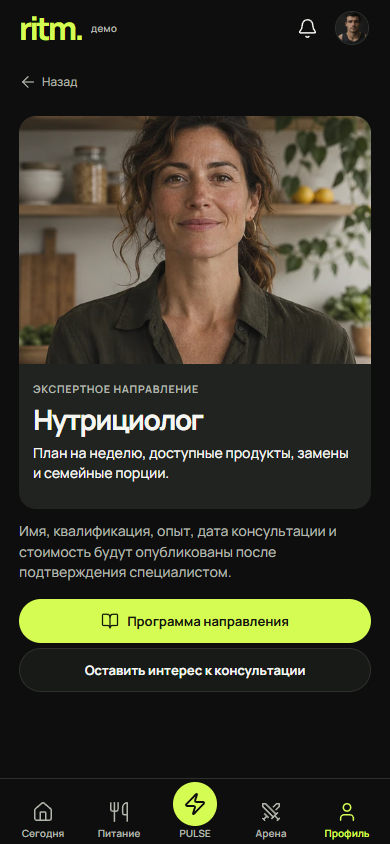 ritm. демо
Назад
ЭКСПЕРТНОЕ НАПРАВЛЕНИЕ
Нутрициолог
План на неделю, доступные продукты, замены
и семейные порции.
Имя, квалификация, опыт, дата консультации и
стоимость будут опубликованы после
подтверждения специалистом.
Программа направления
Оставить интерес к консультации
Сегодня Питание PULSE Арена Профиль